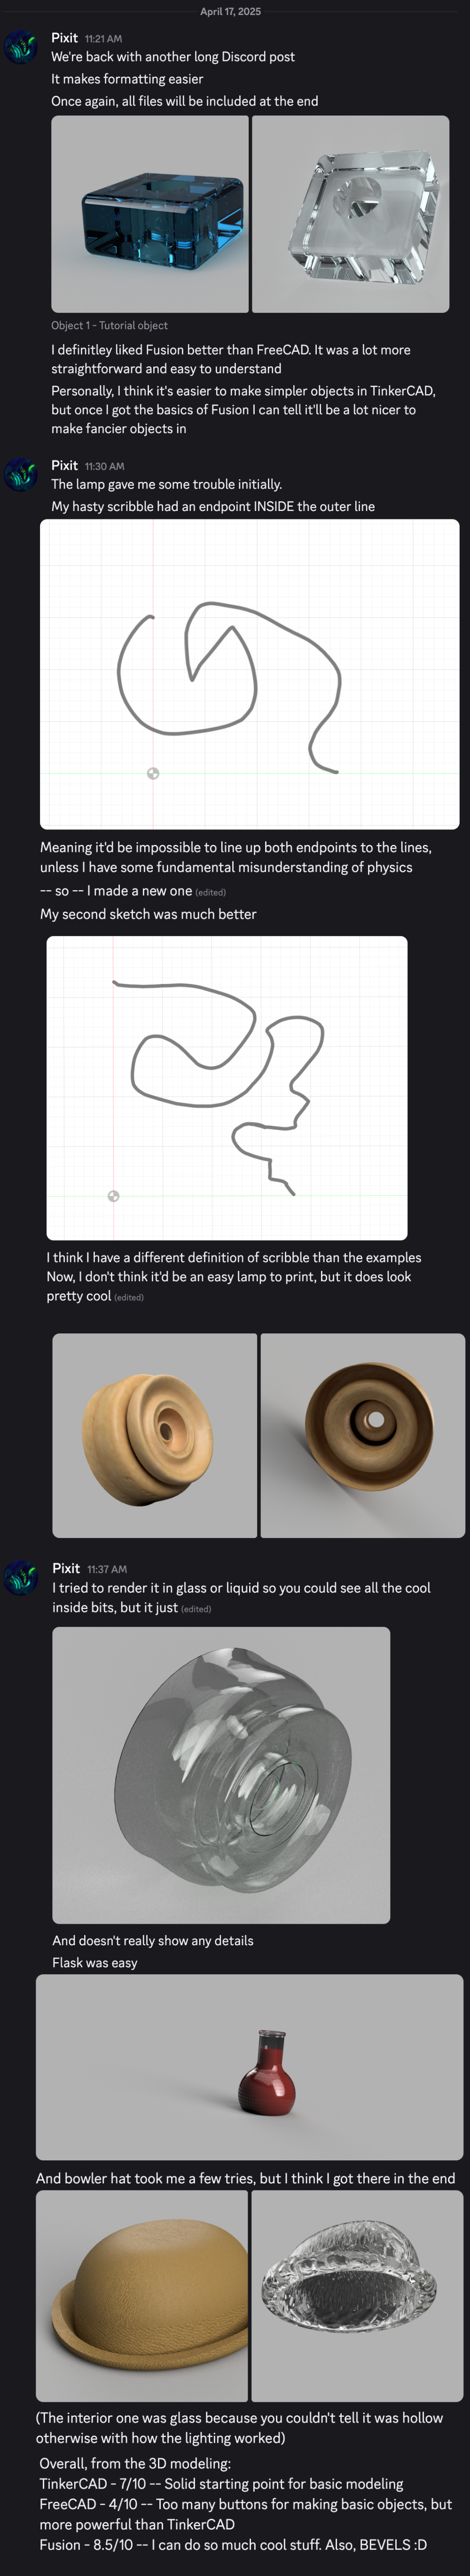 April 17, 2025
Pixit 11:21 AM
We're back with another long Discord post
It makes formatting easier
Once again, all files will be included at the end
Object 1 - Tutorial object
I definitley liked Fusion better than FreeCAD. It was a lot more
straightforward and easy to understand
Personally, I think it's easier to make simpler objects in TinkerCAD,
but once I got the basics of Fusion I can tell it'll be a lot nicer to
make fancier objects in
Pixit 11:30 AM
The lamp gave me some trouble initially.
My hasty scribble had an endpoint INSIDE the outer line
Meaning it'd be impossible to line up both endpoints to the lines,
unless I have some fundamental misunderstanding of physics
-- so -- I made a new one (edited)
My second sketch was much better
I think I have a different definition of scribble than the examples
Now, I don't think it'd be an easy lamp to print, but it does look
pretty cool (edited)
Pixit 11:37 AM
I tried to render it in glass or liquid so you could see all the cool
inside bits, but it just (edited)
And doesn't really show any details
Flask was easy
And bowler hat took me a few tries, but I think I got there in the end
(The interior one was glass because you couldn't tell it was hollow
otherwise with how the lighting worked)
Overall, from the 3D modeling:
TinkerCAD - 7/10 -- Solid starting point for basic modeling
FreeCAD - 4/10 -- Too many buttons for making basic objects, but
more powerful than TinkerCAD
Fusion - 8.5/10 -- I can do so much cool stuff. Also, BEVELS :D